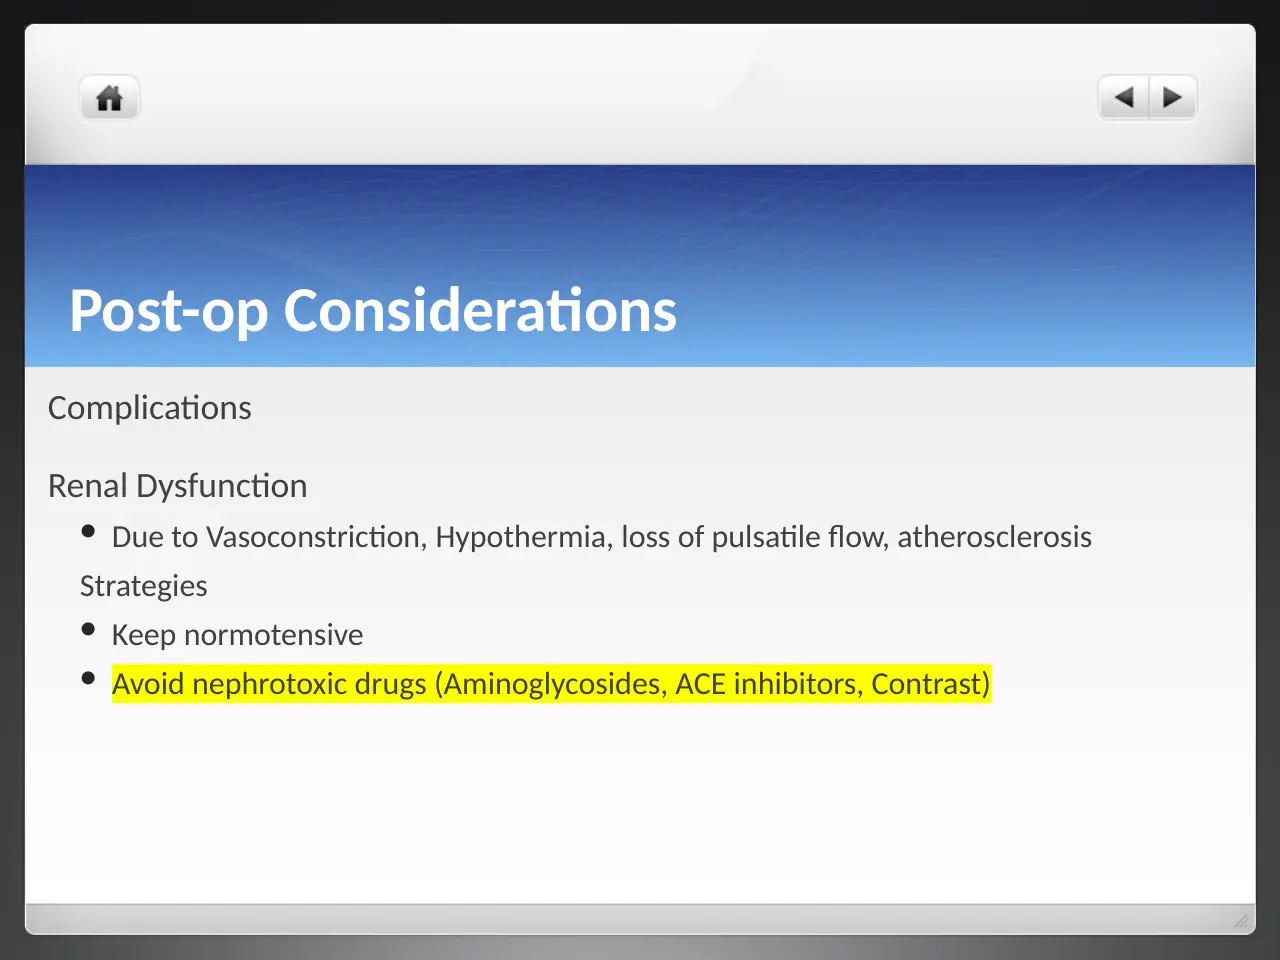 Post-op Considerations
Complications
Renal Dysfunction
• Due to Vasoconstriction, Hypothermia, loss of pulsatile flow, atherosclerosis
Strategies
• Keep normotensive
• Avoid nephrotoxic drugs (Aminoglycosides, ACE inhibitors, Contrast)